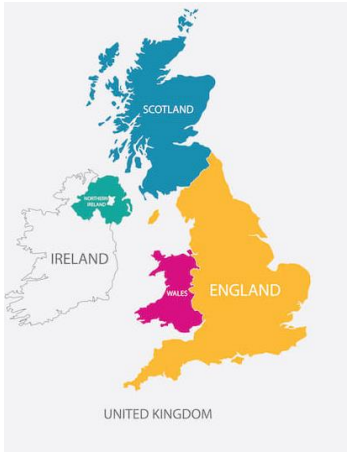 SCOTLAND
NORTHERN
IRELAND
IRELAND
WALES
ENGLAND
UNITED KINGDOM